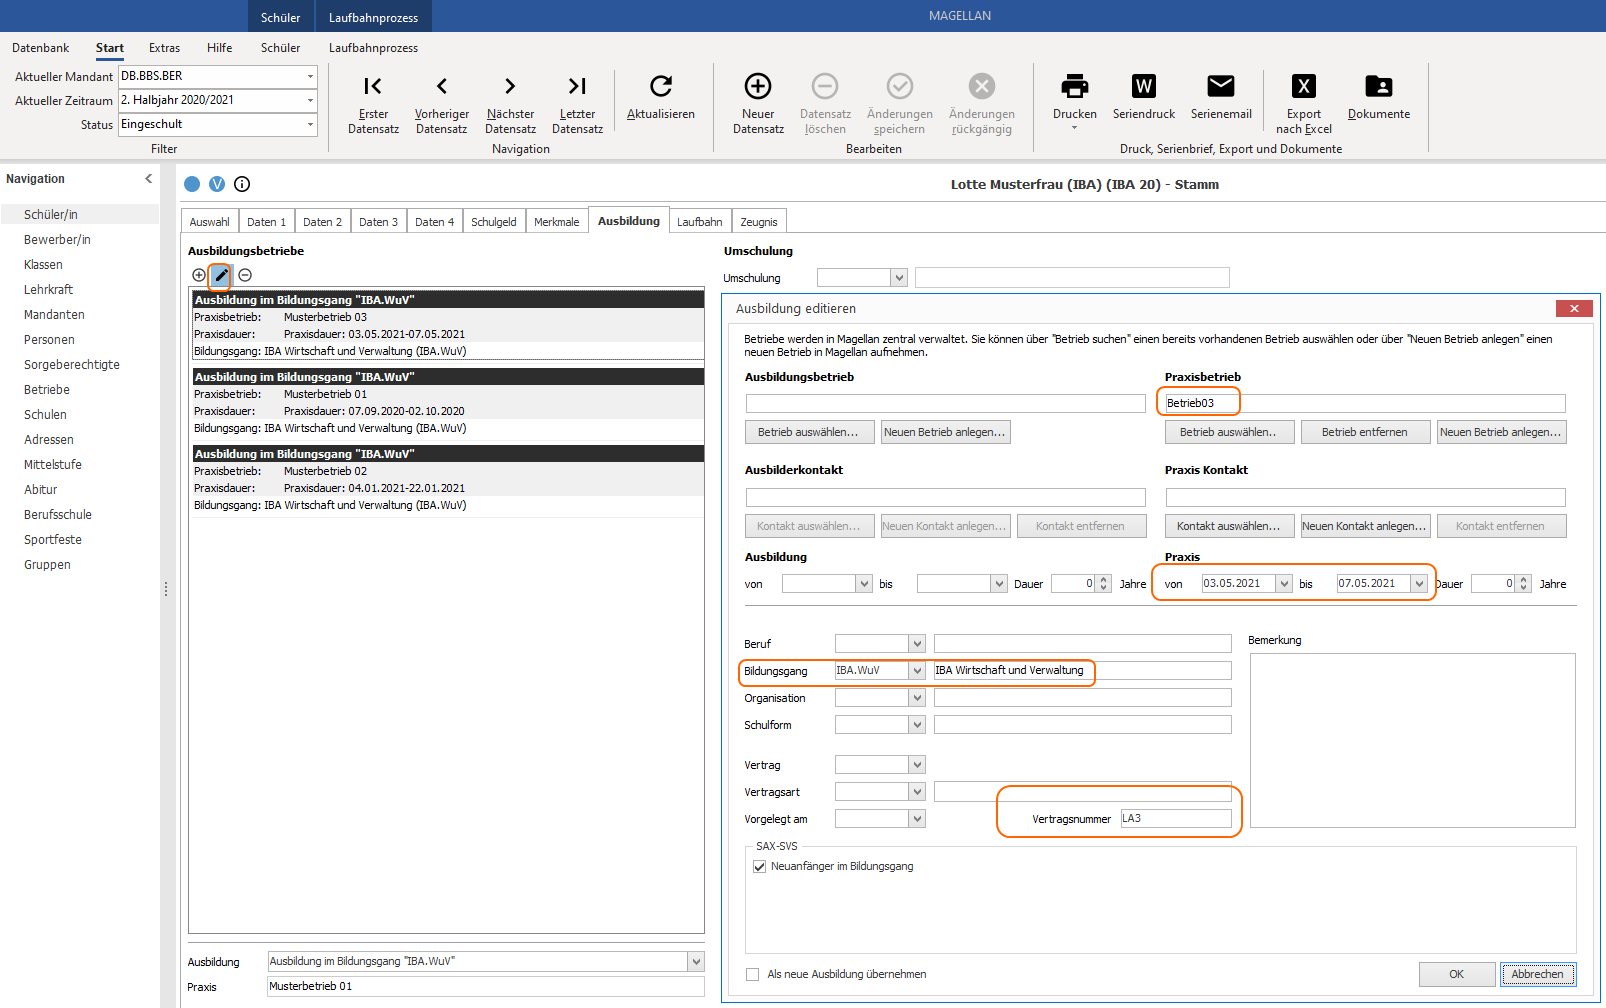 Schüler Laufbahnprozess MAGELLAN
Datenbank Start Extras Hilfe Schüler Laufbahnprozess
Aktueller Mandant DB.BBS.BER
Aktueller Zeitraum 2. Halbjahr 2020/2021
Status Eingeschult
Filter
Erster Datensatz
Vorheriger Datensatz
Nächster Datensatz
Letzter Datensatz
Aktualisieren
Navigation
Neuer Datensatz
Datensatz löschen
Änderungen speichern
Änderungen rückgängig
Bearbeiten
Drucken
Seriendruck
Serienemail
Export nach Excel
Dokumente
Druck, Serienbrief, Export und Dokumente
Navigation
Schüler/in
Bewerber/in
Klassen
Lehrkraft
Mandanten
Personen
Sorgeberechtigte
Betriebe
Schulen
Adressen
Mittelstufe
Abitur
Berufsschule
Sportfeste
Gruppen
V
Lotte Musterfrau (IBA) (IBA 20) - Stamm
Auswahl Daten 1 Daten 2 Daten 3 Daten 4 Schulgeld Merkmale Ausbildung Laufbahn Zeugnis
Ausbildungsbetriebe
Ausbildung im Bildungsgang "IBA.WuV"
Praxisbetrieb: Musterbetrieb 03
Praxisdauer: Praxisdauer: 03.05.2021-07.05.2021
Bildungsgang: IBA Wirtschaft und Verwaltung (IBA.WuV)
Ausbildung im Bildungsgang "IBA.WuV"
Praxisbetrieb: Musterbetrieb 01
Praxisdauer: Praxisdauer: 07.09.2020-02.10.2020
Bildungsgang: IBA Wirtschaft und Verwaltung (IBA.WuV)
Ausbildung im Bildungsgang "IBA.WuV"
Praxisbetrieb: Musterbetrieb 02
Praxisdauer: Praxisdauer: 04.01.2021-22.01.2021
Bildungsgang: IBA Wirtschaft und Verwaltung (IBA.WuV)
Ausbildung Ausbildung im Bildungsgang "IBA.WuV"
Praxis Musterbetrieb 01
Umschulung
Umschulung
Ausbildung editieren
Betriebe werden in Magellan zentral verwaltet. Sie können über "Betrieb suchen" einen bereits vorhandenen Betrieb auswählen oder über "Neuen Betrieb anlegen" einen
neuen Betrieb in Magellan aufnehmen.
Ausbildungsbetrieb Praxisbetrieb
Betrieb03
Betrieb auswählen... Neuen Betrieb anlegen... Betrieb auswählen.. Betrieb entfernen Neuen Betrieb anlegen...
Ausbilderkontakt Praxis Kontakt
Kontakt auswählen... Neuen Kontakt anlegen... Kontakt entfernen Kontakt auswählen... Neuen Kontakt anlegen... Kontakt entfernen
Ausbildung Praxis
von bis Dauer 0 Jahre von 03.05.2021 bis 07.05.2021 Dauer 0 Jahre
Beruf Bemerkung
Bildungsgang IBA.WuV IBA Wirtschaft und Verwaltung
Organisation
Schulform
Vertrag
Vertragsart
Vorgelegt am Vertragsnummer LA3
SAX-SVS
Neuanfänger im Bildungsgang
Als neue Ausbildung übernehmen OK Abbrechen